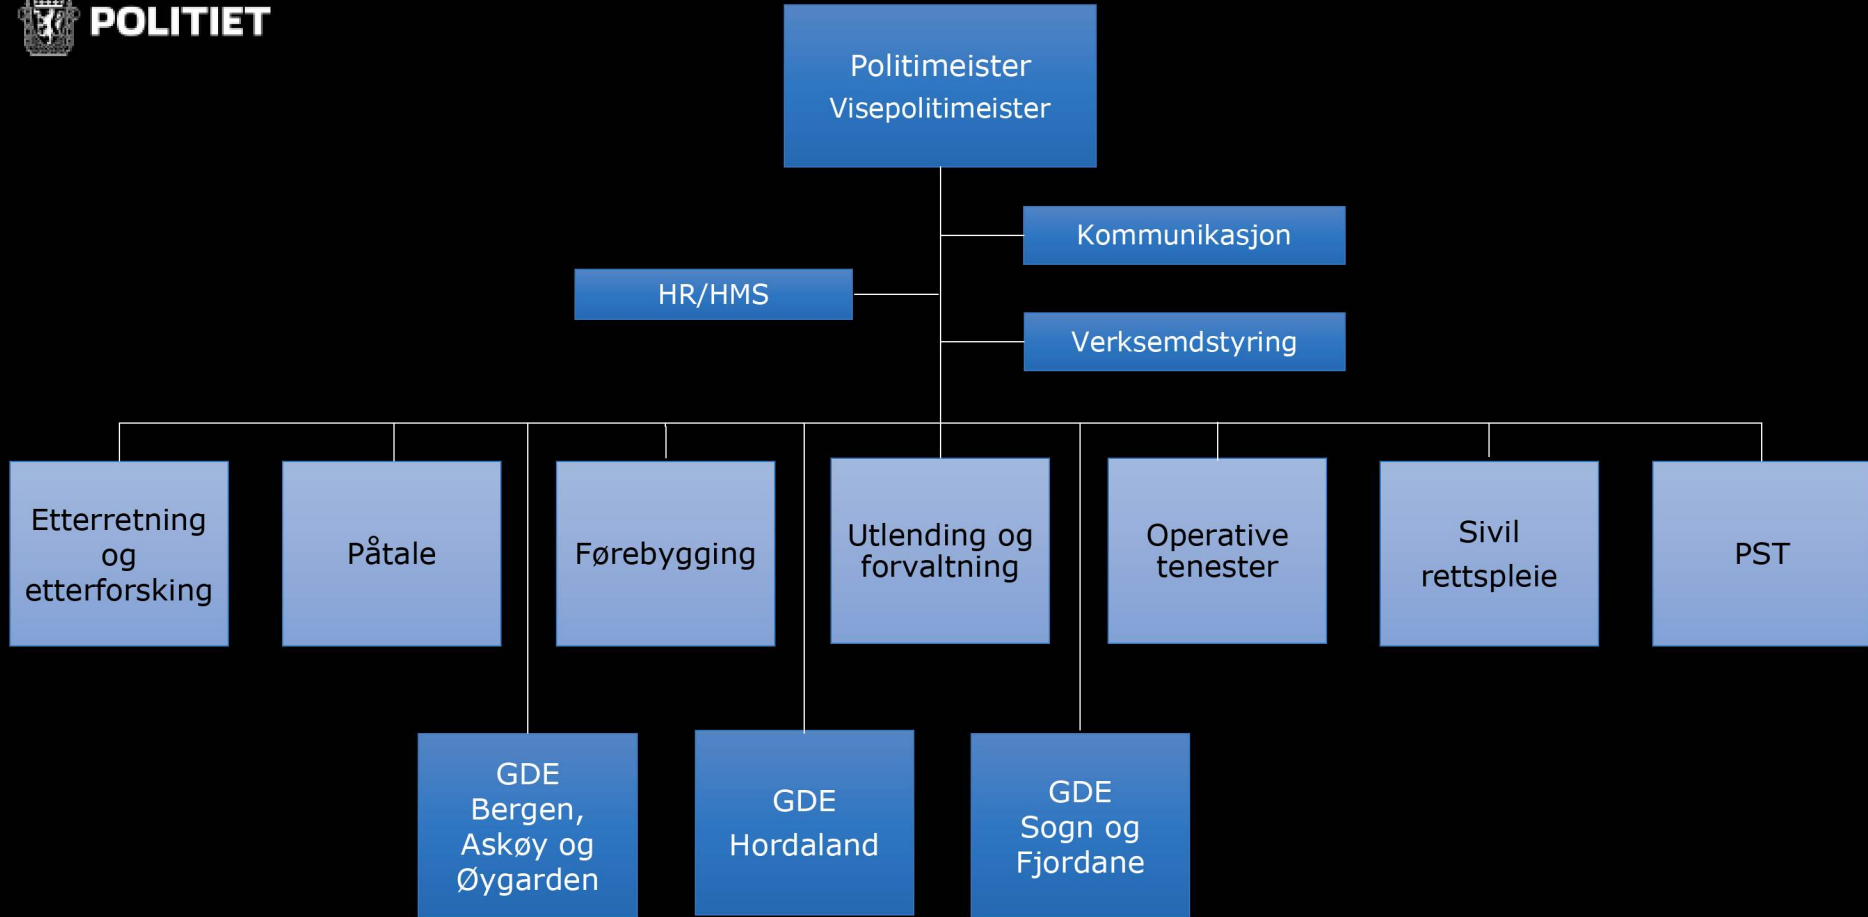 POLITIET
Politimeister
Visepolitimeister
Kommunikasjon
HR/HMS
Verksemdstyring
Etterretning
og
etterforsking
Påtale
Førebygging
Utlending og
forvaltning
Operative
tenester
Sivil
rettspleie
PST
GDE
Bergen,
Askøy og
Øygarden
GDE
Hordaland
GDE
Sogn og
Fjordane